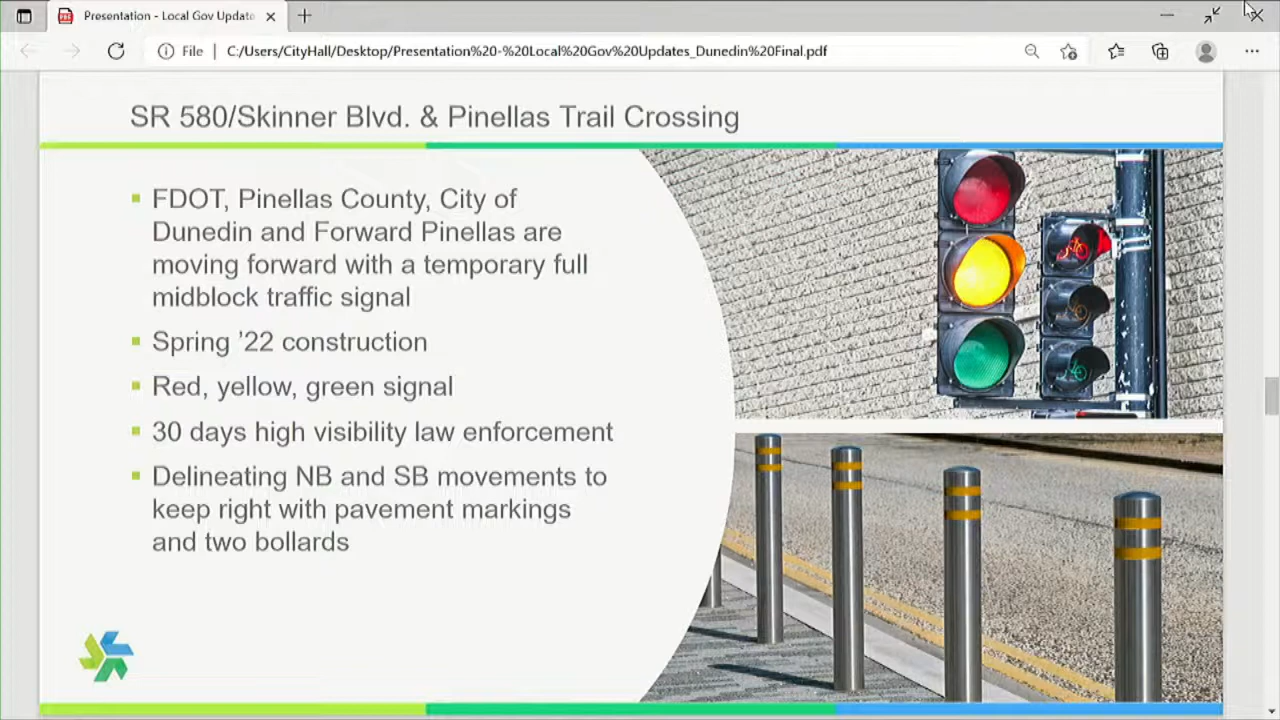 Presentation - Local Gov Update
File
C:/Users/CityHall/Desktop/Presentation%20-%20Local%20Gov%20Updates_Dunedin%20Final.pdf
SR 580/Skinner Blvd. & Pinellas Trail Crossing
FDOT, Pinellas County, City of
Dunedin and Forward Pinellas are
moving forward with a temporary full
midblock traffic signal
Spring ’22 construction
Red, yellow, green signal
30 days high visibility law enforcement
Delineating NB and SB movements to
keep right with pavement markings
and two bollards